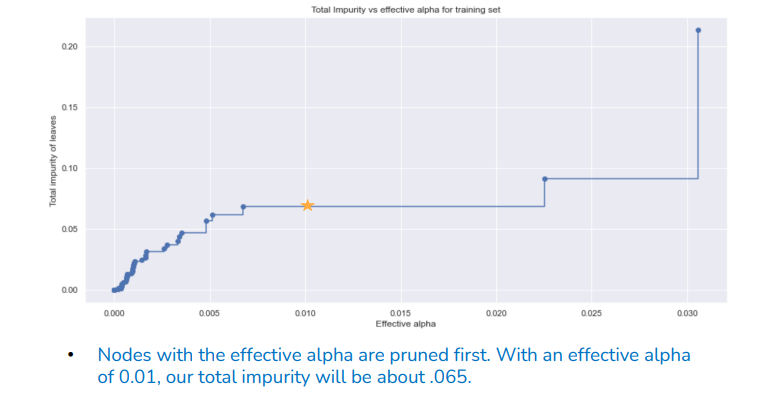 Total Impurity vs effective alpha for training set
Total impurity of leaves
0.20
0.15
0.10
0.05
0.00
0.000 0.005 0.010 0.015 0.020 0.025 0.030
Effective alpha
• Nodes with the effective alpha are pruned first. With an effective alpha
of 0.01, our total impurity will be about .065.